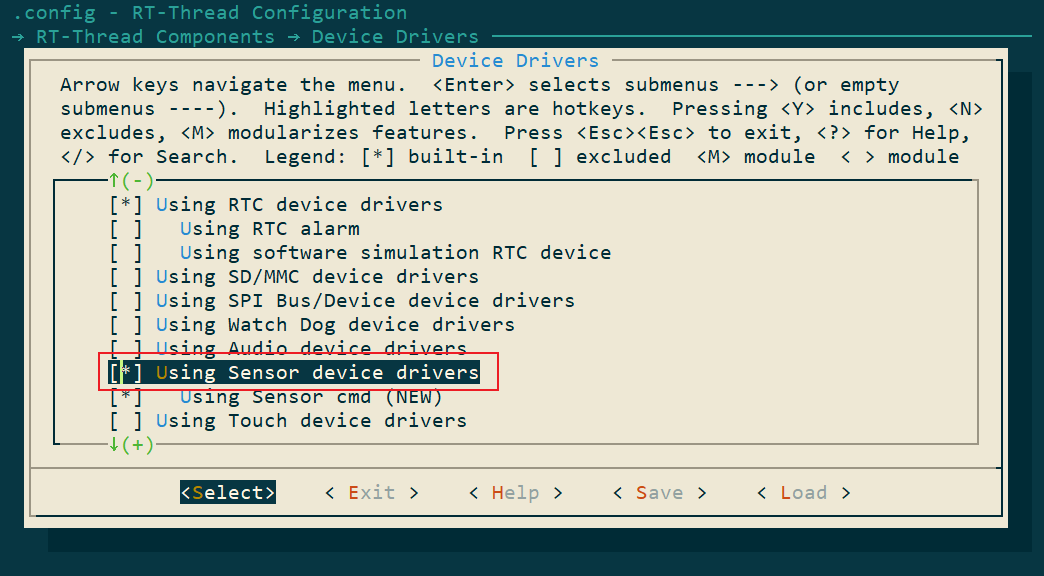 .config - RT-Thread Configuration
→ RT-Thread Components → Device Drivers
Device Drivers
Arrow keys navigate the menu.  <Enter> selects submenus ---> (or empty
submenus ----).  Highlighted letters are hotkeys.  Pressing <Y> includes, <N>
excludes, <M> modularizes features.  Press <Esc><Esc> to exit, <?> for Help,
</> for Search.  Legend: [*] built-in  [ ] excluded  <M> module  < > module
↑(-)
[*] Using RTC device drivers
[ ]   Using RTC alarm
[ ]   Using software simulation RTC device
[ ] Using SD/MMC device drivers
[ ] Using SPI Bus/Device device drivers
[ ] Using Watch Dog device drivers
[ ] Using Audio device drivers
[*] Using Sensor device drivers
[*]   Using Sensor cmd (NEW)
[ ] Using Touch device drivers
↓(+)
<Select>    < Exit >    < Help >    < Save >    < Load >